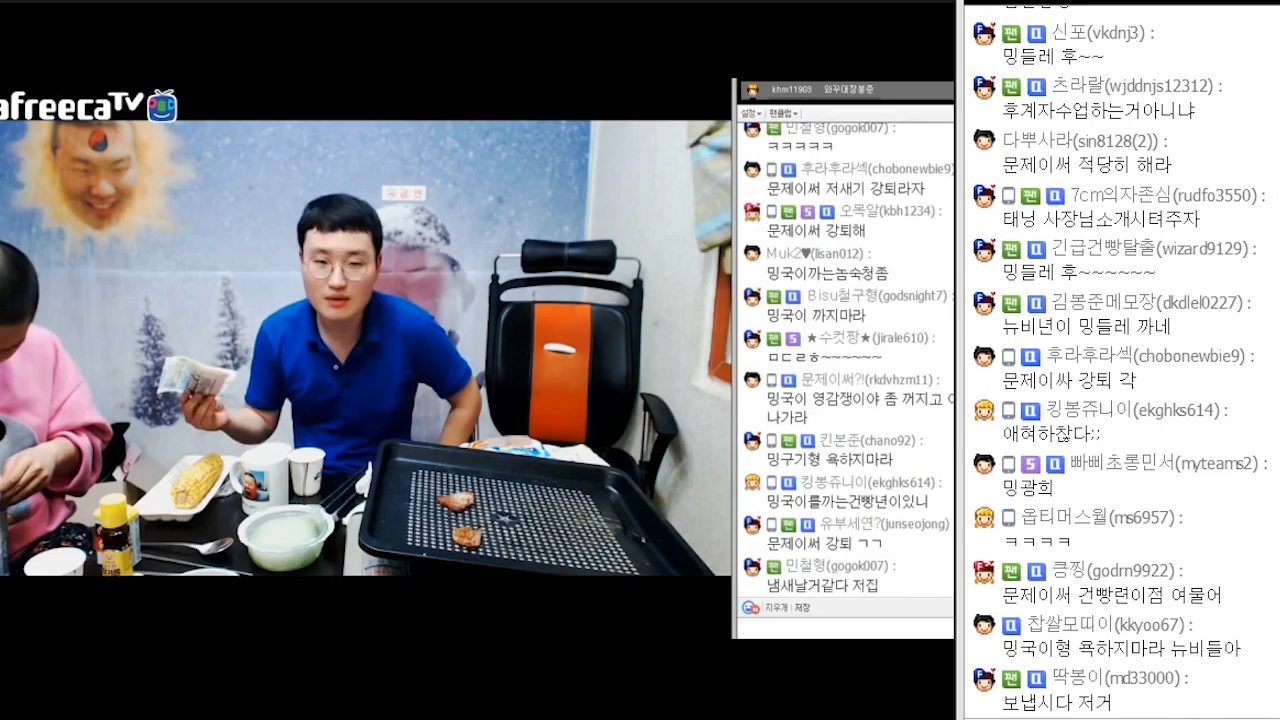 afreecaTV
금연
khm11903 와꾸대장봉준
설정 팬클럽
민철형(gogok007) :
ㅋㅋㅋㅋㅋ
후라후라섹(chobonewbie9)
문제이써 저새기 강퇴라자
오목알(kbh1234) :
문제이써 강퇴해
Muk2♥(lisan012) :
밍국이까는놈숙청좀
Bisu철구형(godsnight7) :
밍국이 까지마라
★수컷짱★(jirale610) :
ㅁㄷㄹㅎ~~~~~~
문제이써?!(rkdvhzm11) :
밍국이 영감쟁이야 좀 꺼지고
나가라
킨본준(chano92) :
밍구기형 욕하지마라
킹봉쥬니이(ekghks614) :
밍국이를까는건빵년이있니
유부세연?(junseojong)
문제이써 강퇴 ㄱㄱ
민철형(gogok007) :
냄새날거같다 저집
지우개 저장
신포(vkdnj3) :
밍들레 후~~
츠라랄(wjddnjs12312) :
후계자수업하는거아니냐
다뿌사라(sin8128(2)) :
문제이써 적당히 해라
7cm의자존심(rudfo3550) :
태닝 사장님소개시텨주자
긴급건빵탈출(wizard9129) :
밍들레 후~~~~~~
김봉준메모장(dkdlel0227) :
뉴비년이 밍들레 까네
후라후라섹(chobonewbie9) :
문제이싸 강퇴 각
킹봉쥬니이(ekghks614) :
애혀하찮다;;
빠삐초롱민서(myteams2) :
밍광희
옵티머스월(ms6957) :
ㅋㅋㅋㅋ
킁찡(godrn9922) :
문제이써 건빵련이점 여물어
찹쌀모띠이(kkyoo67) :
밍국이형 욕하지마라 뉴비들아
딱봉이(md33000) :
보냅시다 저거